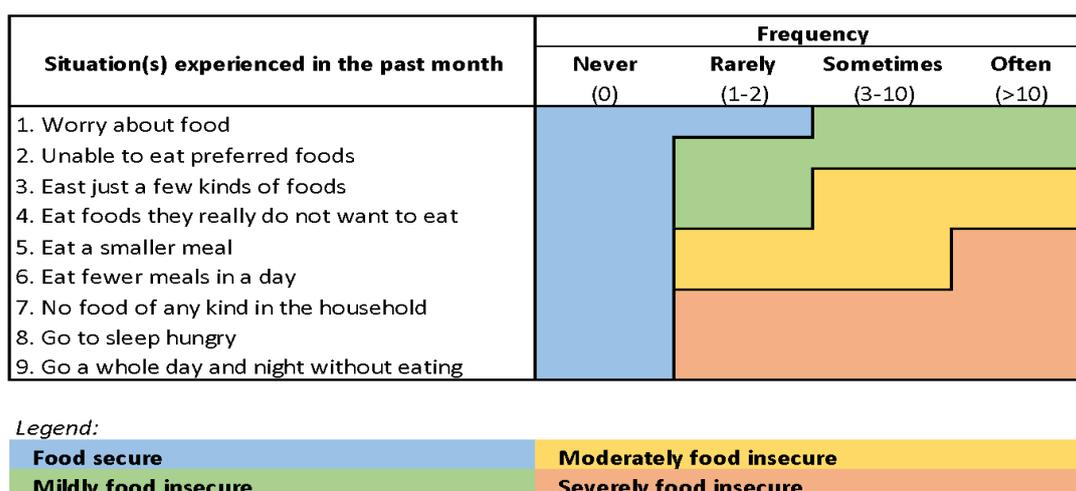 Situation(s) experienced in the past month
Frequency
Never Rarely Sometimes Often
(0) (1-2) (3-10) (>10)
1. Worry about food
2. Unable to eat preferred foods
3. East just a few kinds of foods
4. Eat foods they really do not want to eat
5. Eat a smaller meal
6. Eat fewer meals in a day
7. No food of any kind in the household
8. Go to sleep hungry
9. Go a whole day and night without eating
Legend:
Food secure Moderately food insecure
Mildly food insecure Severely food insecure